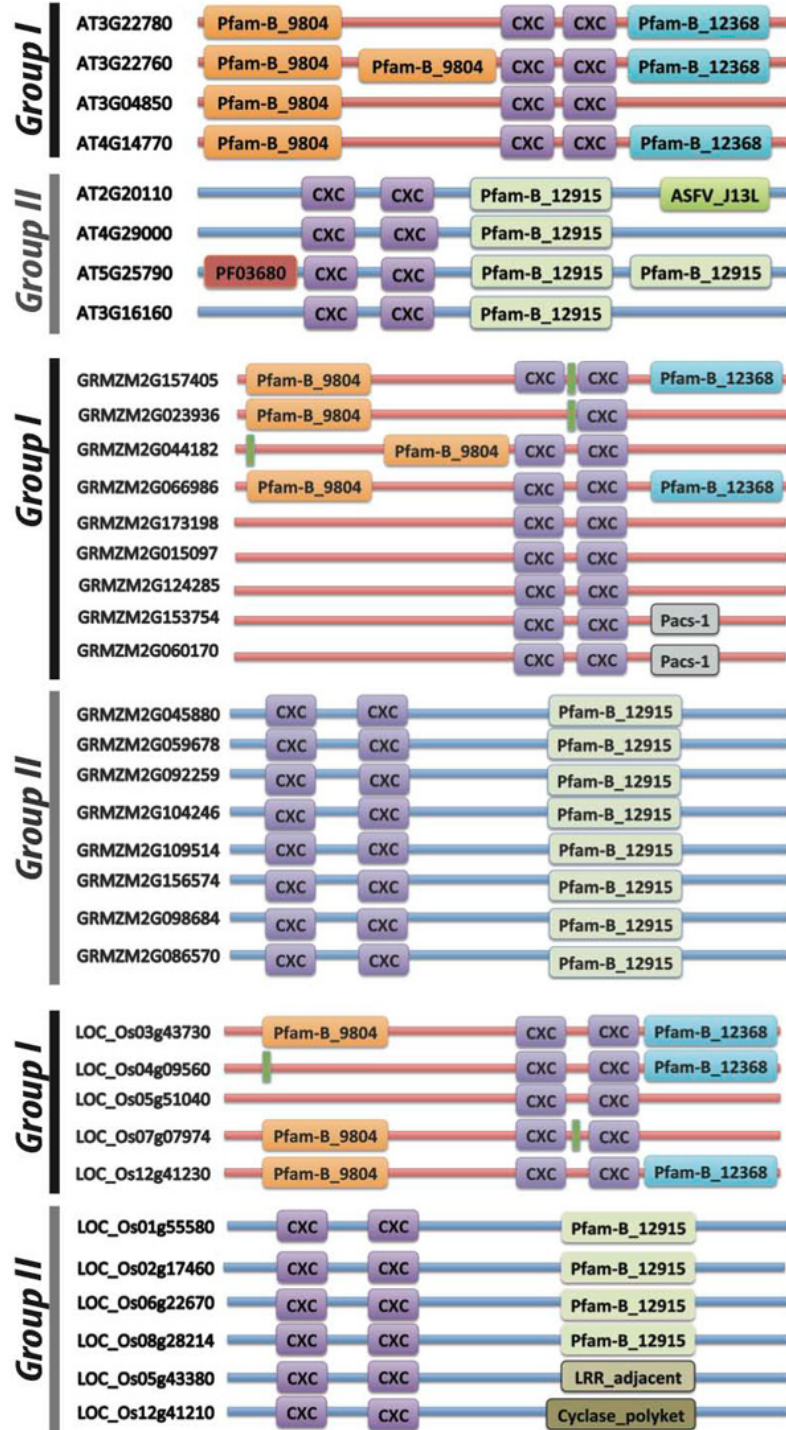 Group I
AT3G22780 Pfam-B_9804 CXC CXC Pfam-B_12368
AT3G22760 Pfam-B_9804 Pfam-B_9804 CXC CXC Pfam-B_12368
AT3G04850 Pfam-B_9804 CXC CXC
AT4G14770 Pfam-B_9804 CXC CXC Pfam-B_12368
Group II
AT2G20110 CXC CXC Pfam-B_12915 ASFV_J13L
AT4G29000 CXC CXC Pfam-B_12915
AT5G25790 PF03680 CXC CXC Pfam-B_12915 Pfam-B_12915
AT3G16160 CXC CXC Pfam-B_12915
Group I
GRMZM2G157405 Pfam-B_9804 CXC CXC Pfam-B_12368
GRMZM2G023936 Pfam-B_9804 CXC
GRMZM2G044182 Pfam-B_9804 CXC CXC
GRMZM2G066986 Pfam-B_9804 CXC CXC Pfam-B_12368
GRMZM2G173198 CXC CXC
GRMZM2G015097 CXC CXC
GRMZM2G124285 CXC CXC
GRMZM2G153754 CXC CXC Pacs-1
GRMZM2G060170 CXC CXC Pacs-1
Group II
GRMZM2G045880 CXC CXC Pfam-B_12915
GRMZM2G059678 CXC CXC Pfam-B_12915
GRMZM2G092259 CXC CXC Pfam-B_12915
GRMZM2G104246 CXC CXC Pfam-B_12915
GRMZM2G109514 CXC CXC Pfam-B_12915
GRMZM2G156574 CXC CXC Pfam-B_12915
GRMZM2G098684 CXC CXC Pfam-B_12915
GRMZM2G086570 CXC CXC Pfam-B_12915
Group I
LOC_Os03g43730 Pfam-B_9804 CXC CXC Pfam-B_12368
LOC_Os04g09560 CXC CXC Pfam-B_12368
LOC_Os05g51040 CXC CXC
LOC_Os07g07974 Pfam-B_9804 CXC CXC
LOC_Os12g41230 Pfam-B_9804 CXC CXC Pfam-B_12368
Group II
LOC_Os01g55580 CXC CXC Pfam-B_12915
LOC_Os02g17460 CXC CXC Pfam-B_12915
LOC_Os06g22670 CXC CXC Pfam-B_12915
LOC_Os08g28214 CXC CXC Pfam-B_12915
LOC_Os05g43380 CXC CXC LRR_adjacent
LOC_Os12g41210 CXC CXC Cyclase_polyket